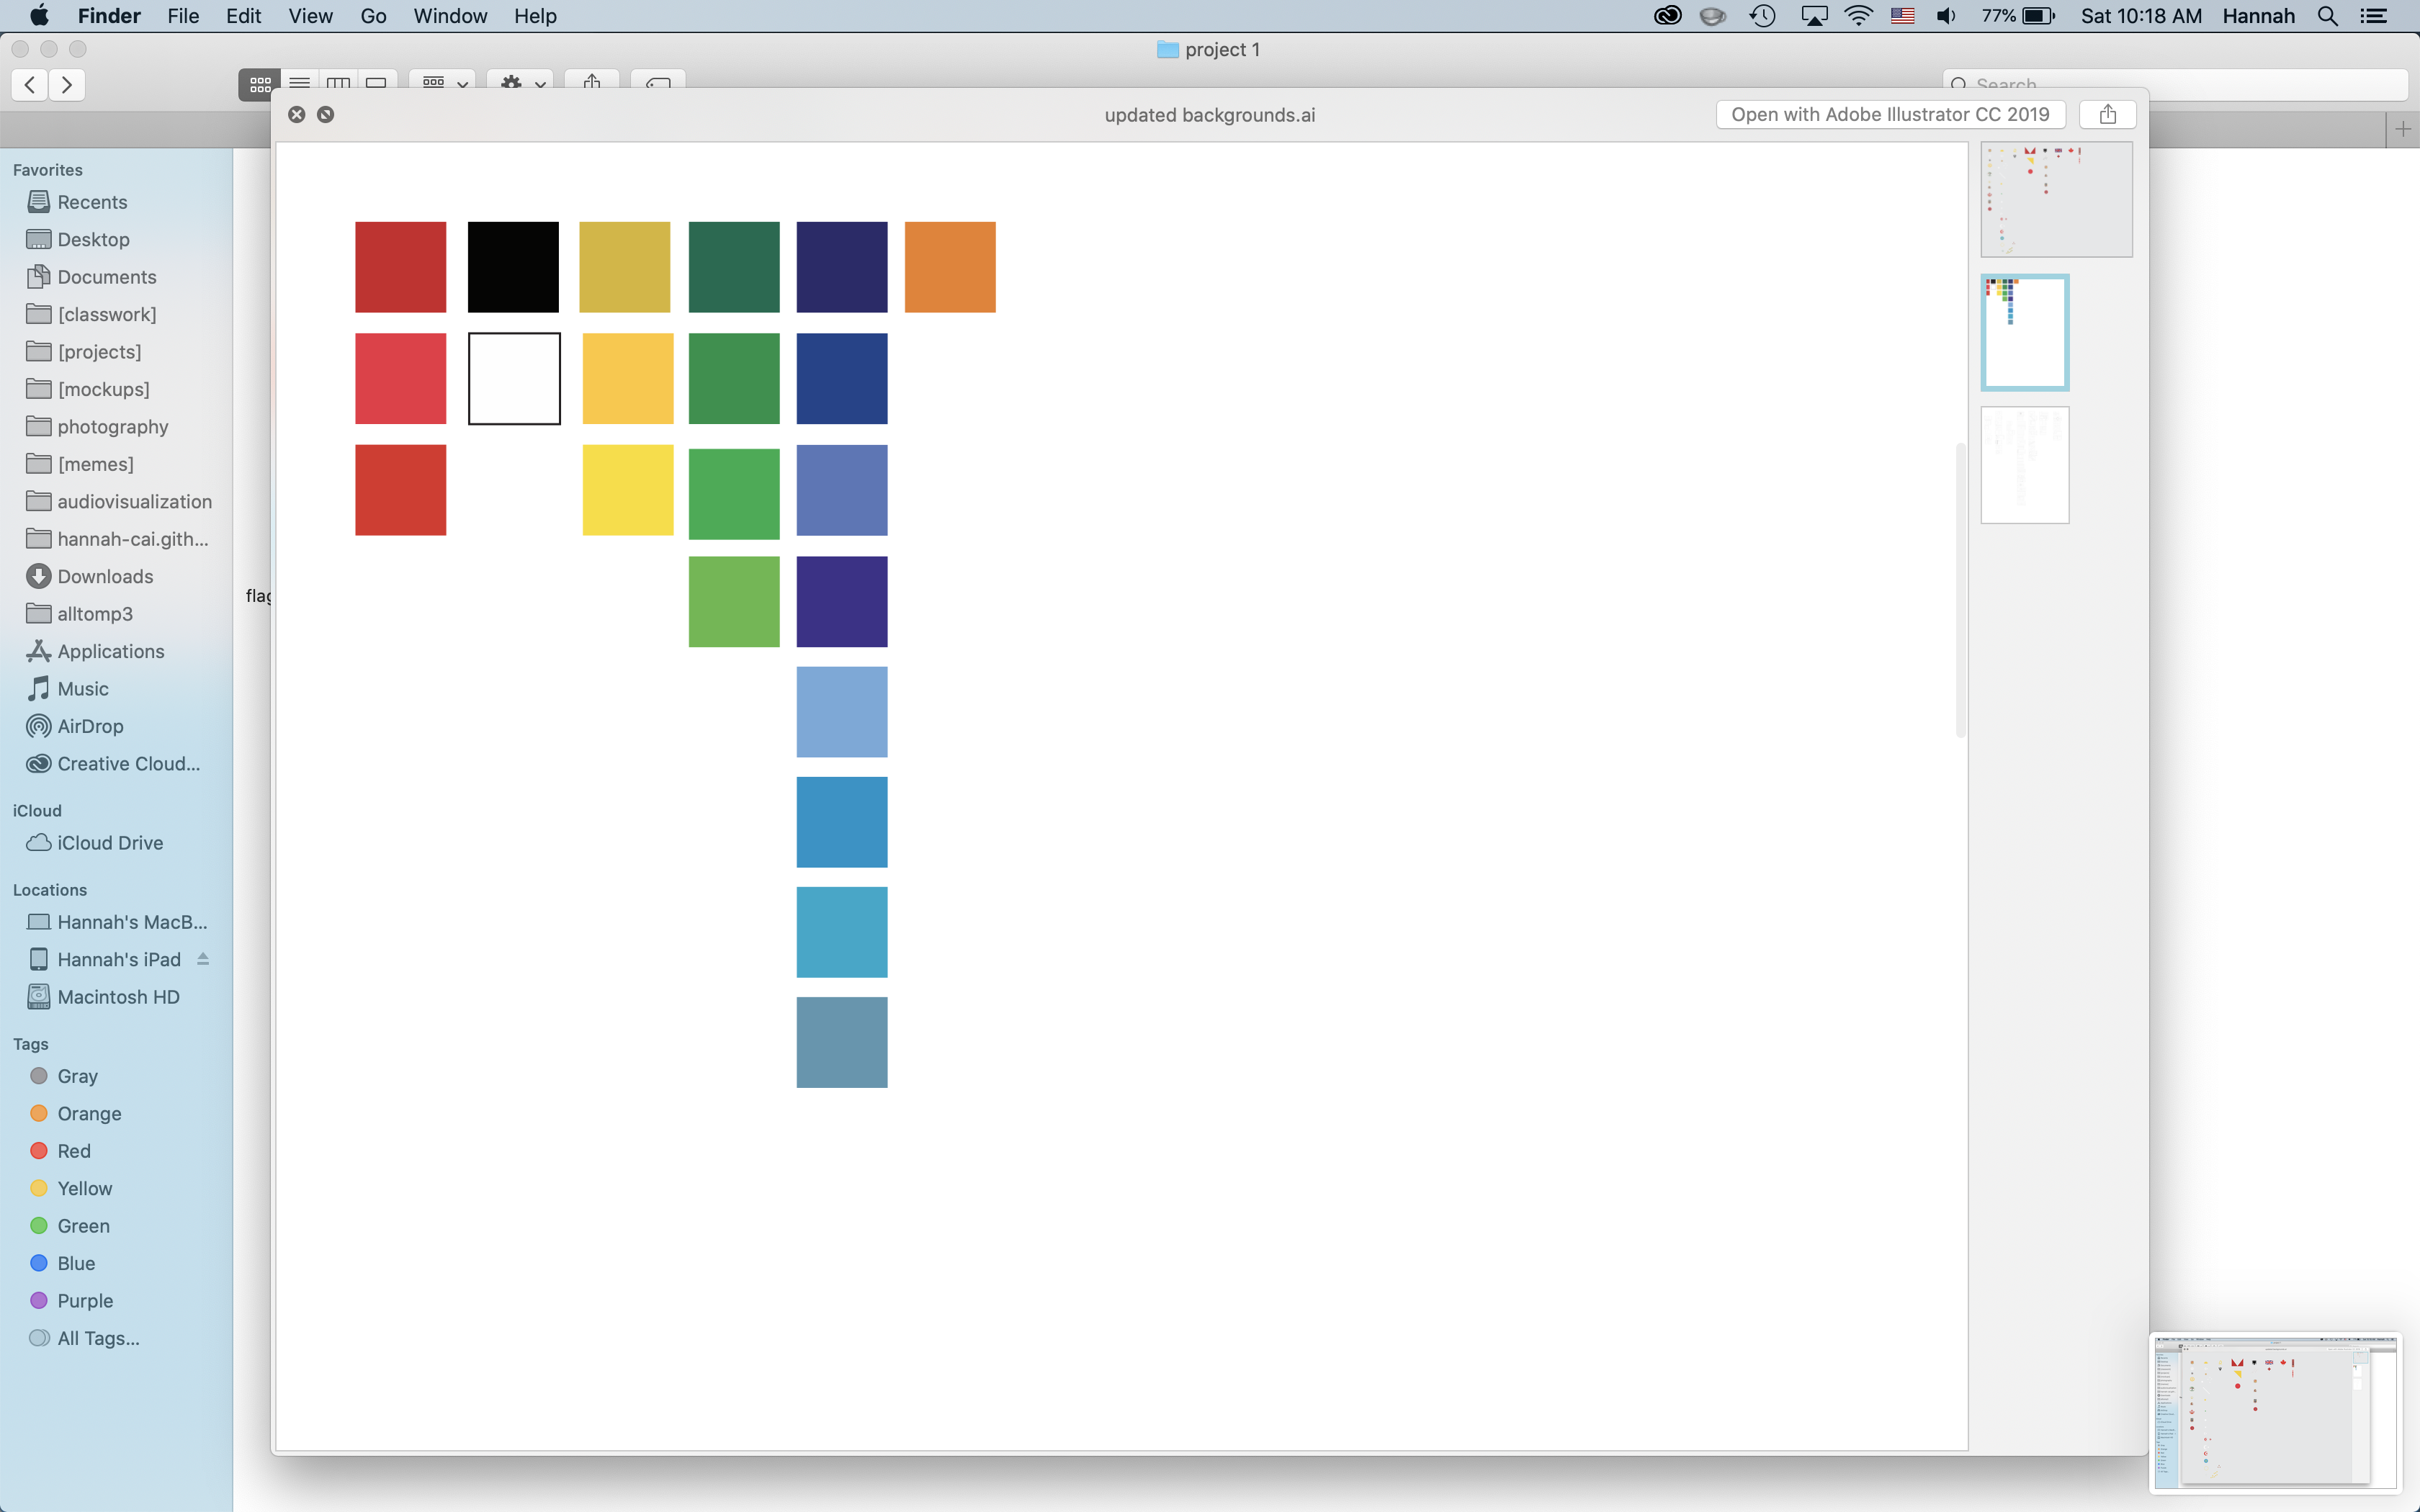 Finder File Edit View Go Window Help 77% Sat 10:18 AM Hannah
project 1
Search
updated backgrounds.ai Open with Adobe Illustrator CC 2019
Favorites
Recents
Desktop
Documents
[classwork]
[projects]
[mockups]
photography
[memes]
audiovisualization
hannah-cai.gith...
Downloads
alltomp3
Applications
Music
AirDrop
Creative Cloud...
iCloud
iCloud Drive
Locations
Hannah's MacB...
Hannah's iPad
Macintosh HD
Tags
Gray
Orange
Red
Yellow
Green
Blue
Purple
All Tags...
flag